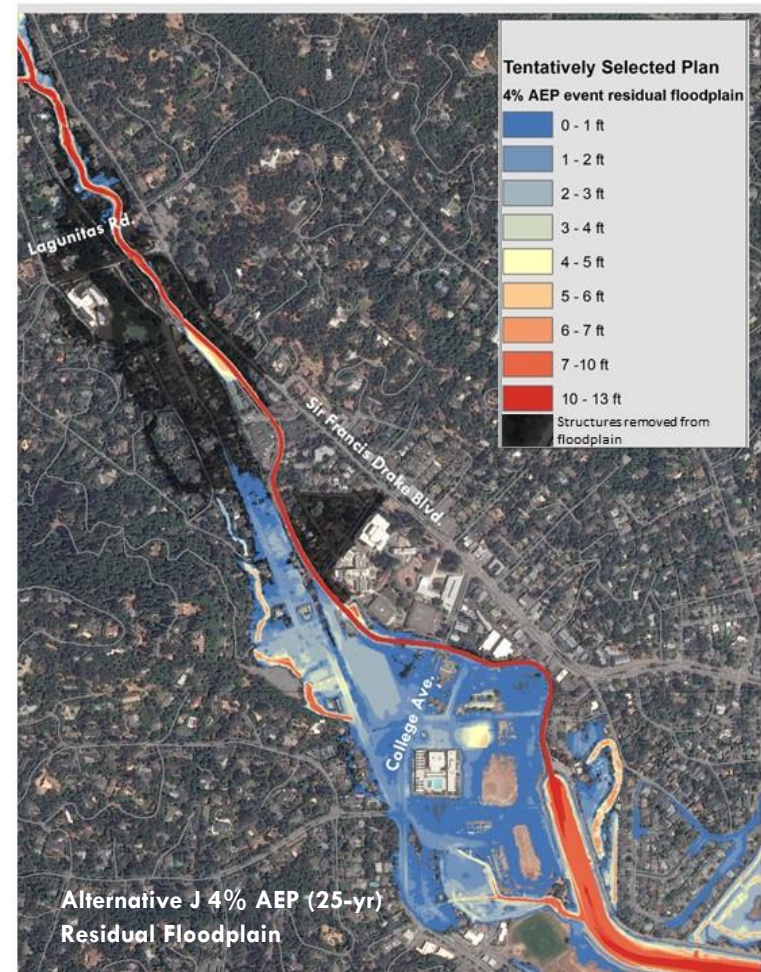 Tentatively Selected Plan
4% AEP event residual floodplain
0 - 1 ft
1 - 2 ft
2 - 3 ft
3 - 4 ft
4 - 5 ft
5 - 6 ft
6 - 7 ft
7 -10 ft
10 - 13 ft
Structures removed from
floodplain
Lagunitas Rd.
Sir Francis Drake Blvd.
College Ave.
Alternative J 4% AEP (25-yr)
Residual Floodplain